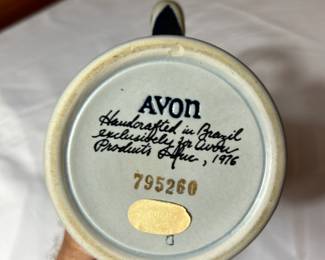 AVON
Handcrafted in Brazil
exclusively for Avon
Products Inc., 1976
795260
D